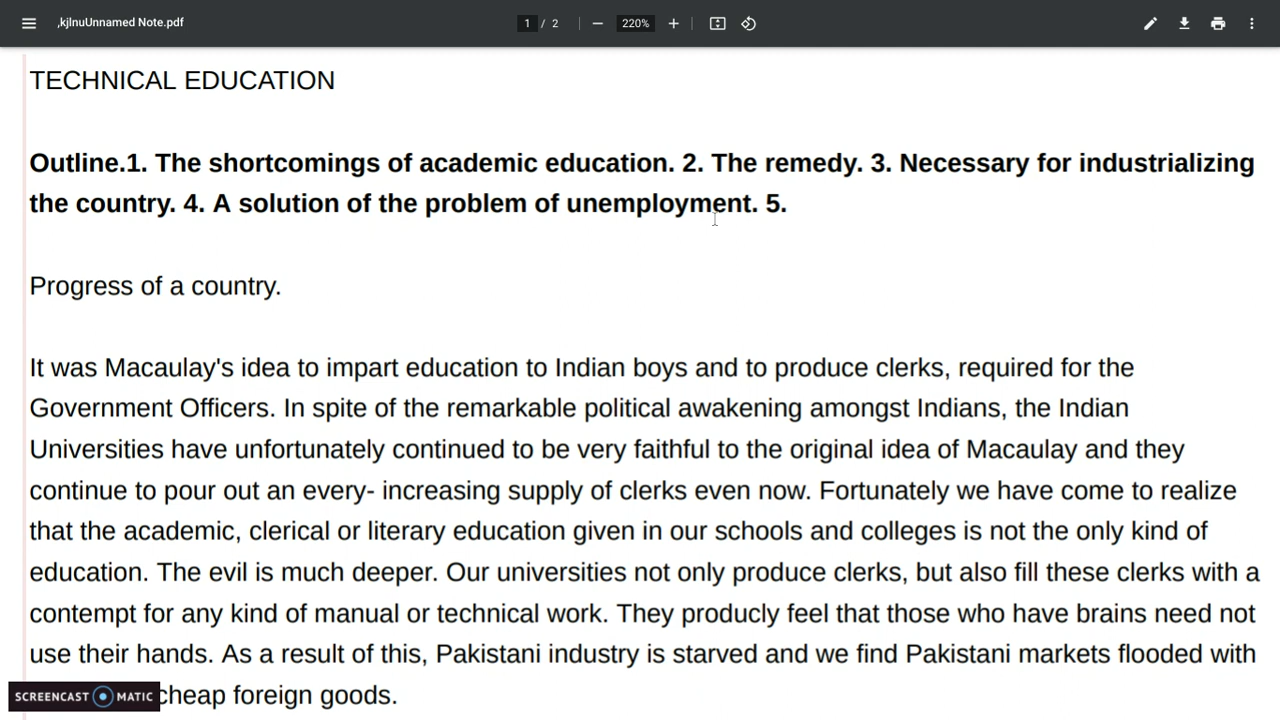 ,kjlnuUnnamed Note.pdf
1 / 2
220%
TECHNICAL EDUCATION
Outline.1. The shortcomings of academic education. 2. The remedy. 3. Necessary for industrializing
the country. 4. A solution of the problem of unemployment. 5.
Progress of a country.
It was Macaulay's idea to impart education to Indian boys and to produce clerks, required for the
Government Officers. In spite of the remarkable political awakening amongst Indians, the Indian
Universities have unfortunately continued to be very faithful to the original idea of Macaulay and they
continue to pour out an every- increasing supply of clerks even now. Fortunately we have come to realize
that the academic, clerical or literary education given in our schools and colleges is not the only kind of
education. The evil is much deeper. Our universities not only produce clerks, but also fill these clerks with a
contempt for any kind of manual or technical work. They producly feel that those who have brains need not
use their hands. As a result of this, Pakistani industry is starved and we find Pakistani markets flooded with
cheap foreign goods.
SCREENCAST MATIC